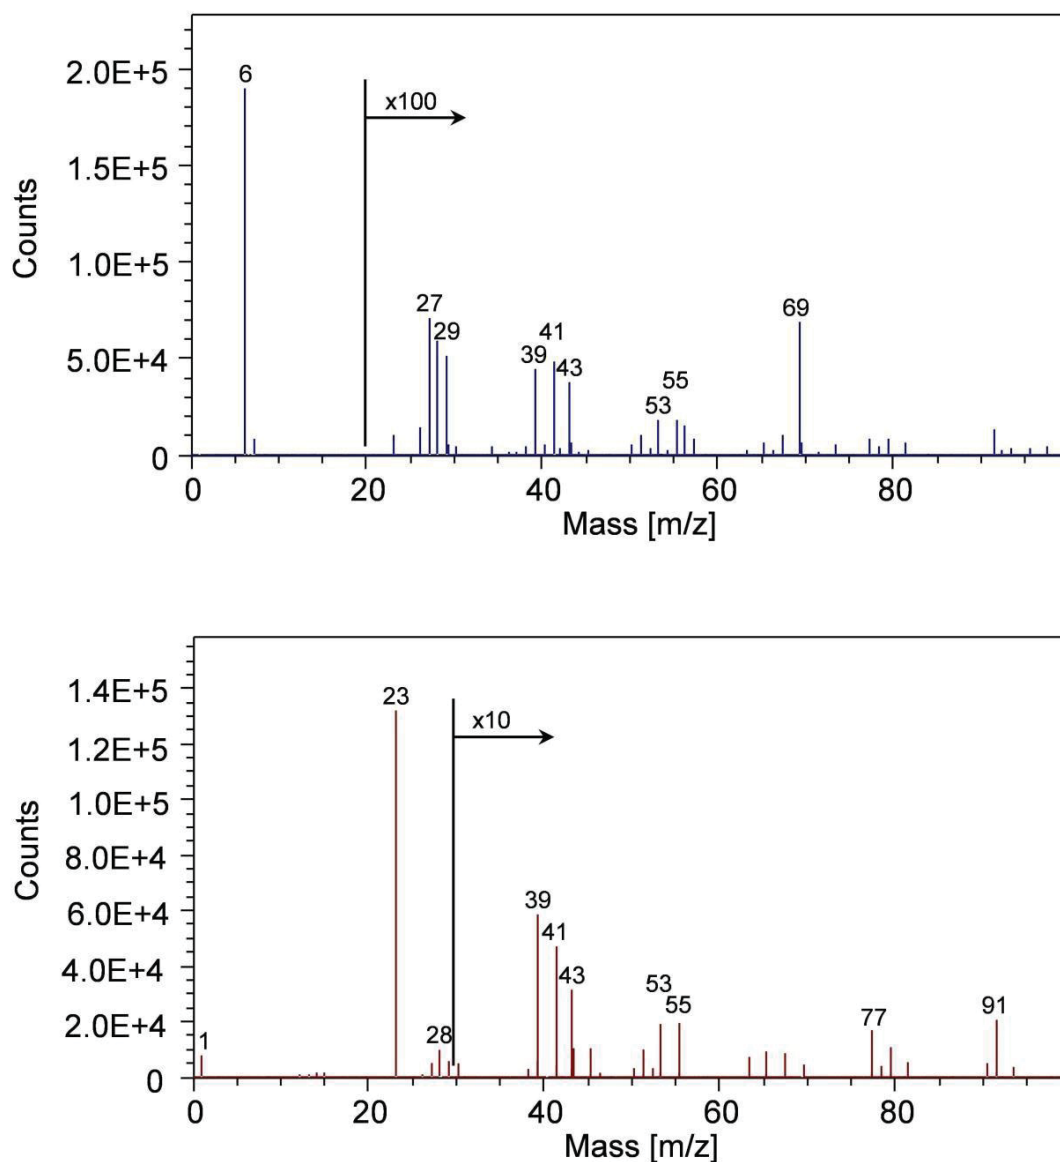 Counts
2.0E+5
1.5E+5
1.0E+5
5.0E+4
0
6
x100
27
29
39
41
43
53
55
69
0 20 40 60 80
Mass [m/z]
Counts
1.4E+5
1.2E+5
1.0E+5
8.0E+4
6.0E+4
4.0E+4
2.0E+4
0
1
23
28
x10
39
41
43
53
55
77
91
0 20 40 60 80
Mass [m/z]